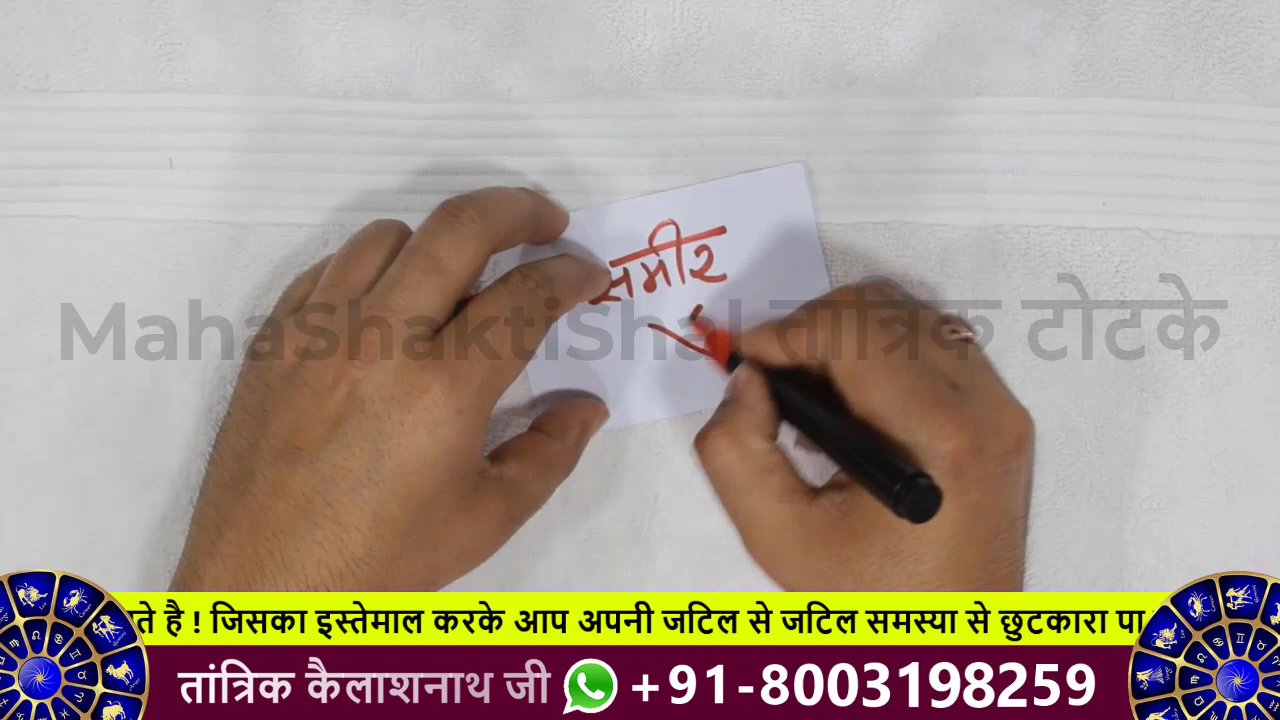 समीर
MahaShaktiShal तांत्रिक टोटके
ते है ! जिसका इस्तेमाल करके आप अपनी जटिल से जटिल समस्या से छुटकारा पा
तांत्रिक कैलाशनाथ जी +91-8003198259